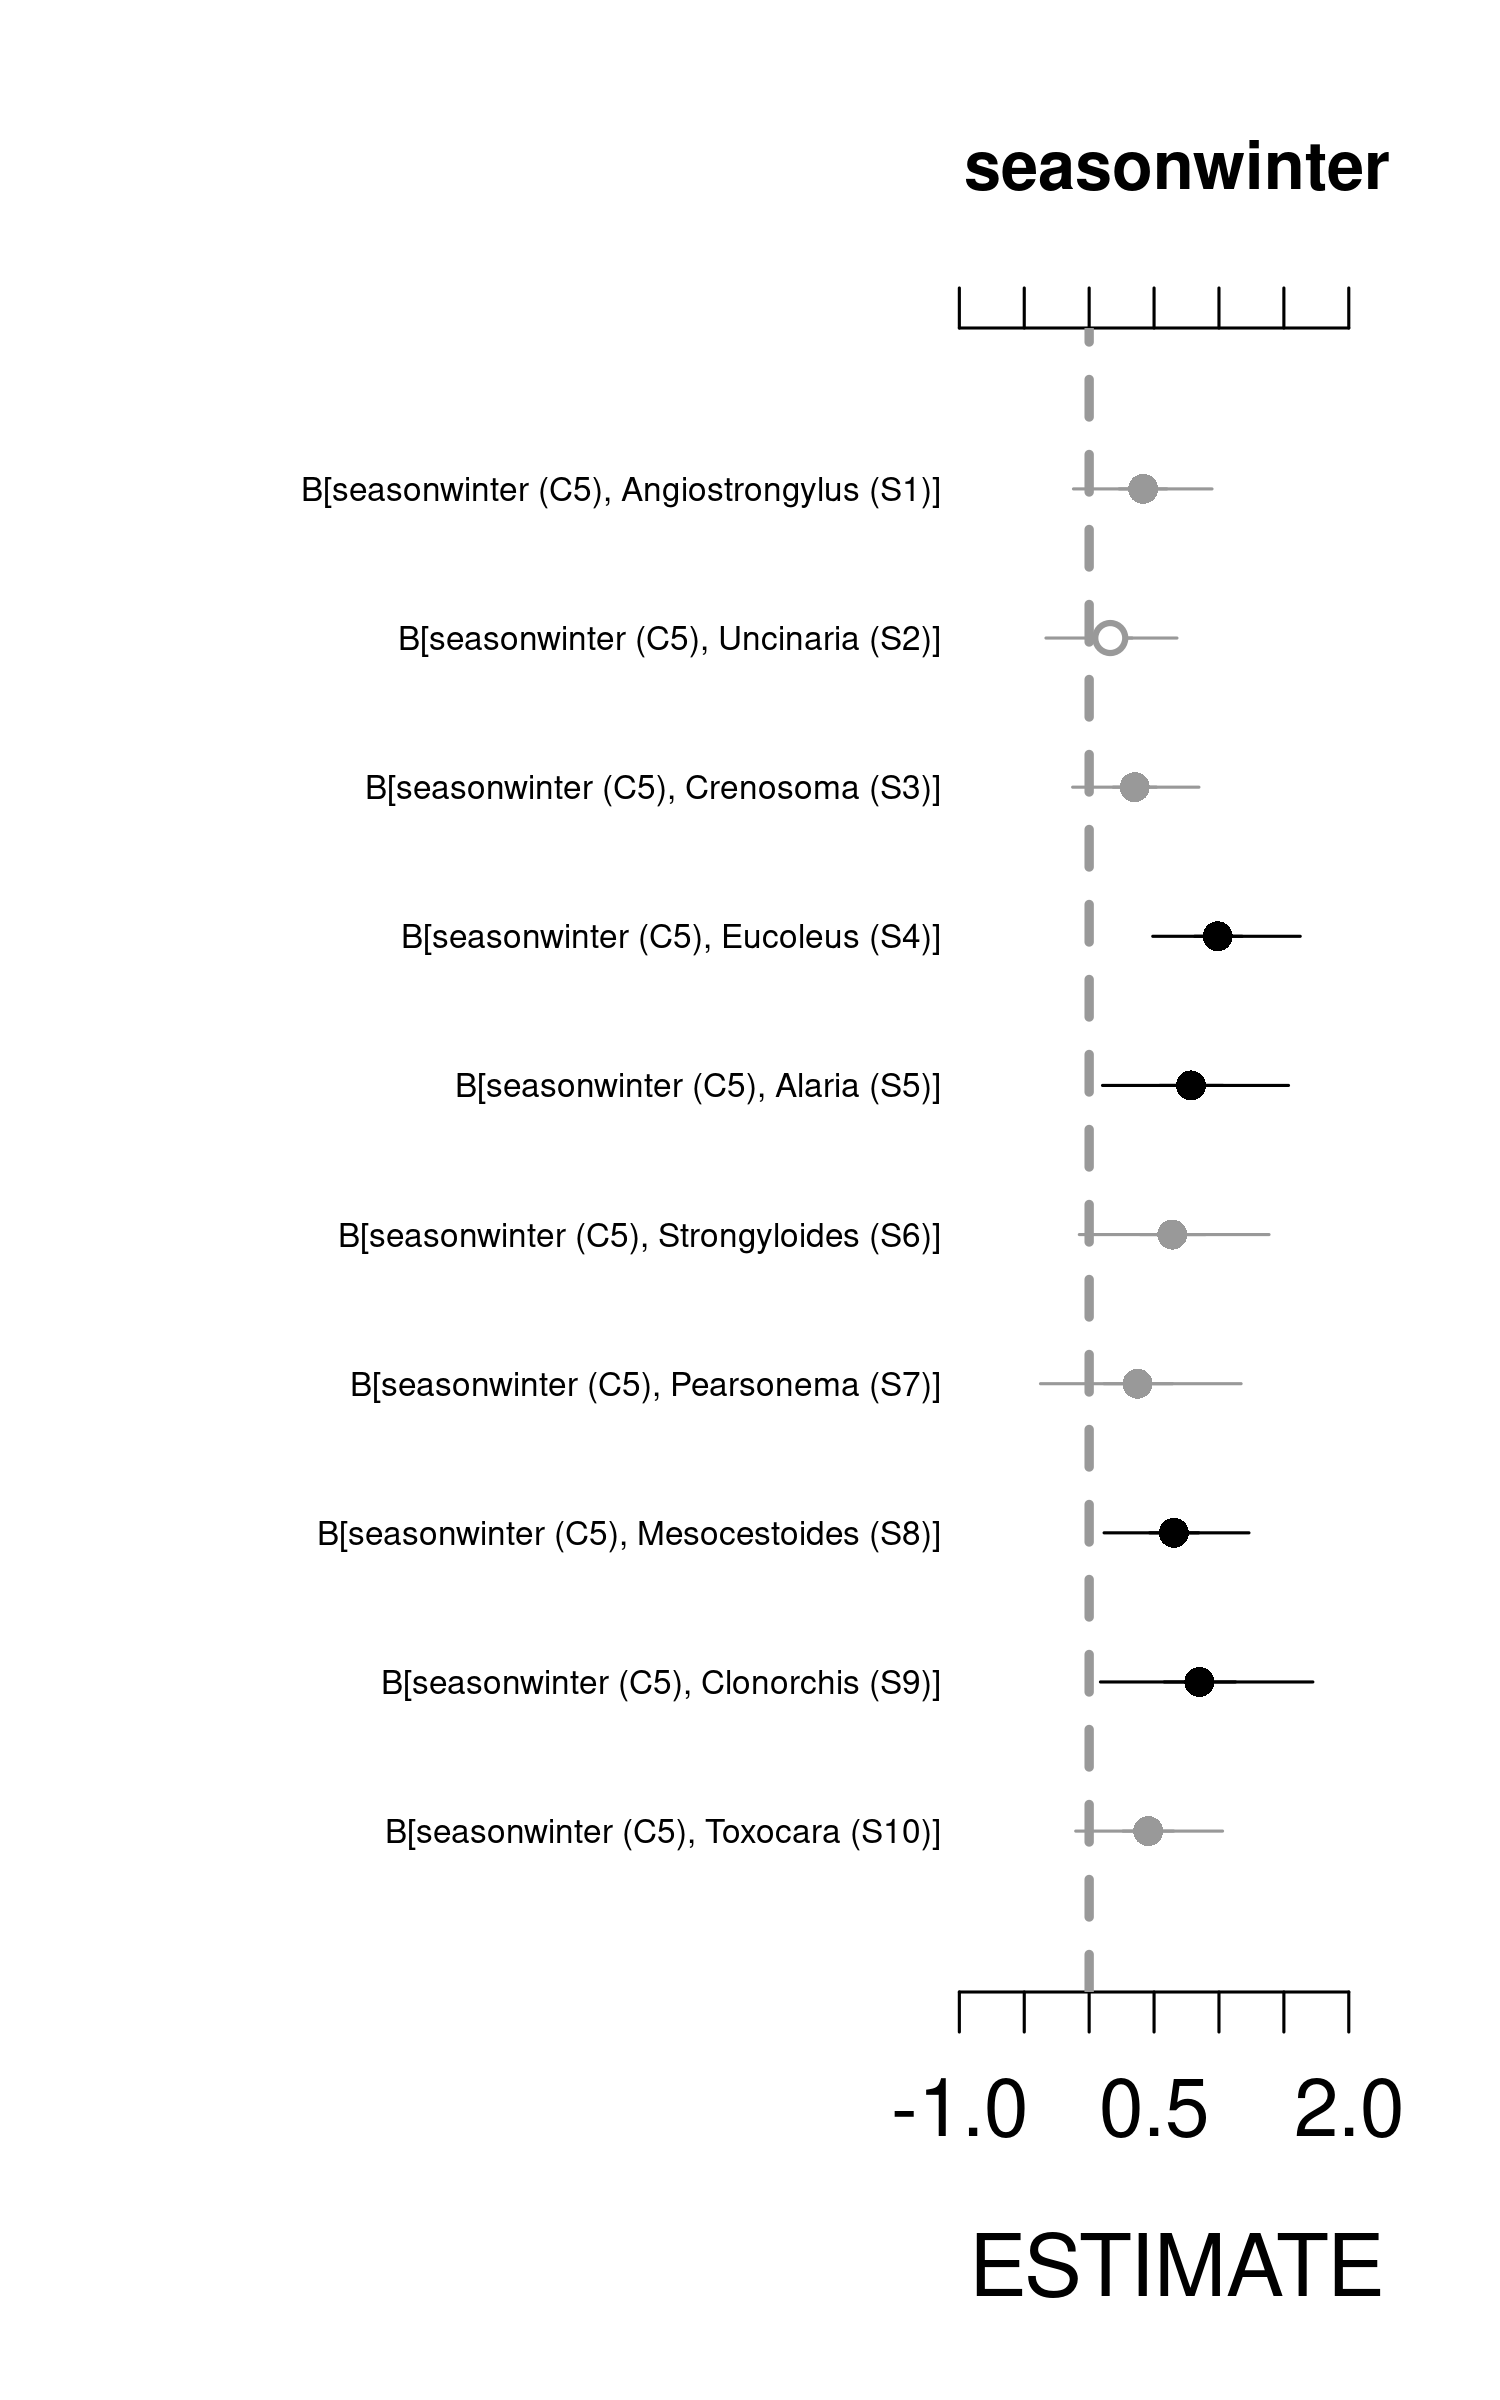 seasonwinter
B[seasonwinter (C5), Angiostrongylus (S1)]
B[seasonwinter (C5), Uncinaria (S2)]
B[seasonwinter (C5), Crenosoma (S3)]
B[seasonwinter (C5), Eucoleus (S4)]
B[seasonwinter (C5), Alaria (S5)]
B[seasonwinter (C5), Strongyloides (S6)]
B[seasonwinter (C5), Pearsonema (S7)]
B[seasonwinter (C5), Mesocestoides (S8)]
B[seasonwinter (C5), Clonorchis (S9)]
B[seasonwinter (C5), Toxocara (S10)]
-1.0 0.5 2.0
ESTIMATE